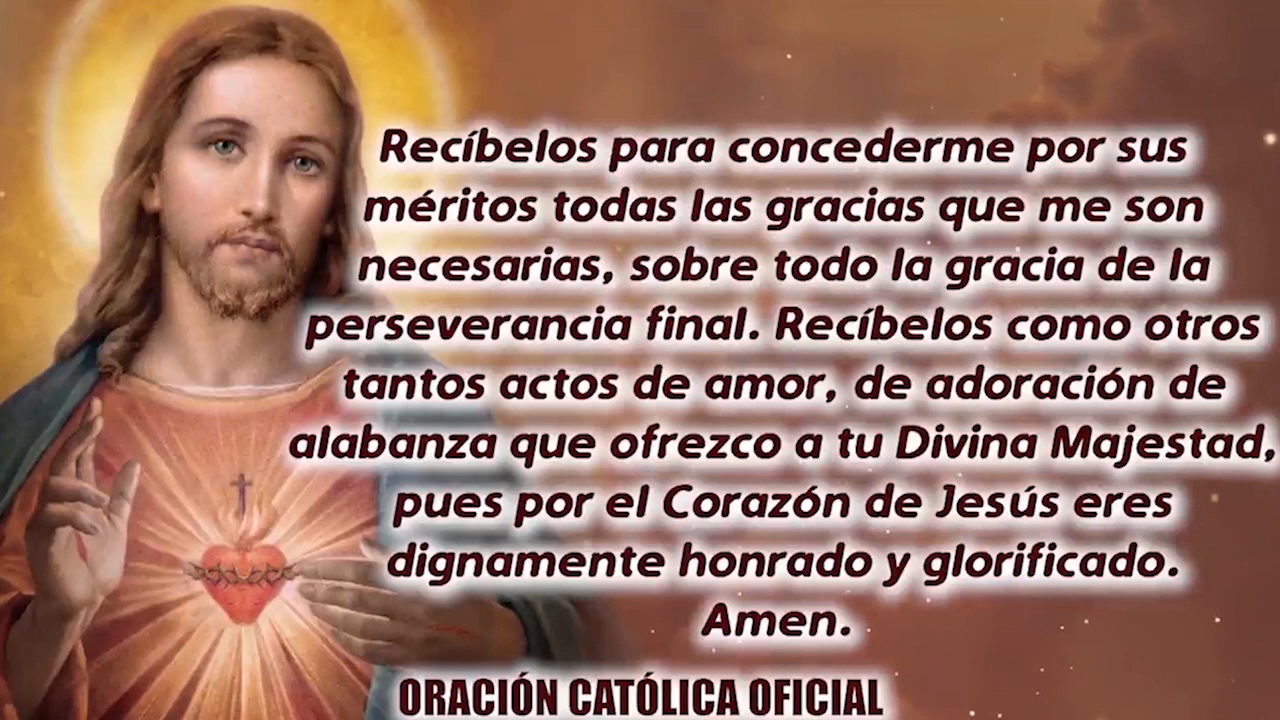 Recíbelos para concederme por sus
méritos todas las gracias que me son
necesarias, sobre todo la gracia de la
perseverancia final. Recíbelos como otros
tantos actos de amor, de adoración de
alabanza que ofrezco a tu Divina Majestad,
pues por el Corazón de Jesús eres
dignamente honrado y glorificado.
Amen.
ORACIÓN CATÓLICA OFICIAL